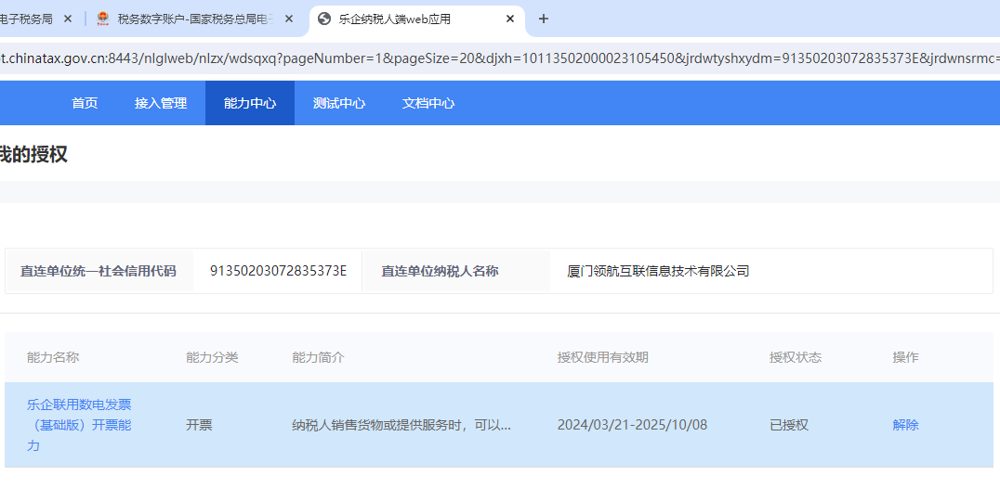 电子税务局
税务数字账户-国家税务总局电子
乐企纳税人端web应用
t.chinatax.gov.cn:8443/nlglweb/nlzx/wdsqxq?pageNumber=1&pageSize=20&djxh=10113502000023105450&jrdwtyshxydm=91350203072835373E&jrdwnsrmc=
首页 接入管理 能力中心 测试中心 文档中心
我的授权
直连单位统一社会信用代码 91350203072835373E 直连单位纳税人名称 厦门领航互联信息技术有限公司
能力名称 能力分类 能力简介 授权使用有效期 授权状态 操作
乐企联用数电发票
（基础版）开票能
力
开票 纳税人销售货物或提供服务时，可以... 2024/03/21-2025/10/08 已授权 解除